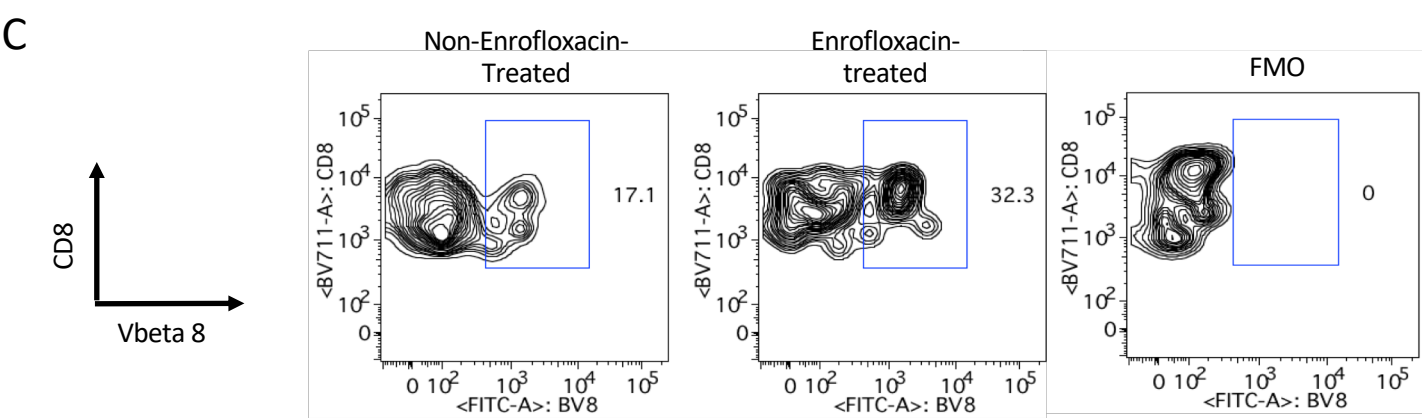 C
Non-Enrofloxacin-
Treated
Enrofloxacin-
treated
FMO
CD8
Vbeta 8
<BV711-A>: CD8
10^5
10^4
10^3
10^2
0
17.1
0 10^2 10^3 10^4 10^5
<FITC-A>: BV8
<BV711-A>: CD8
10^5
10^4
10^3
10^2
0
32.3
0 10^2 10^3 10^4 10^5
<FITC-A>: BV8
<BV711-A>: CD8
10^5
10^4
10^3
10^2
0
0
0 10^2 10^3 10^4 10^5
<FITC-A>: BV8